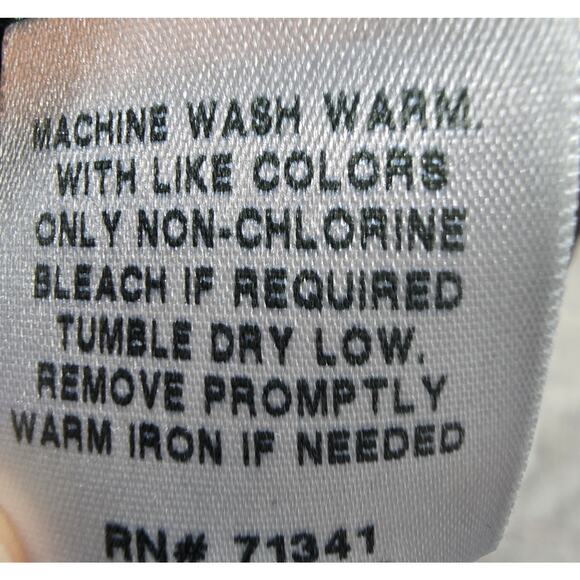 MACHINE WASH WARM.
WITH LIKE COLORS
ONLY NON-CHLORINE
BLEACH IF REQUIRED
TUMBLE DRY LOW.
REMOVE PROMPTLY
WARM IRON IF NEEDED
RN# 71341